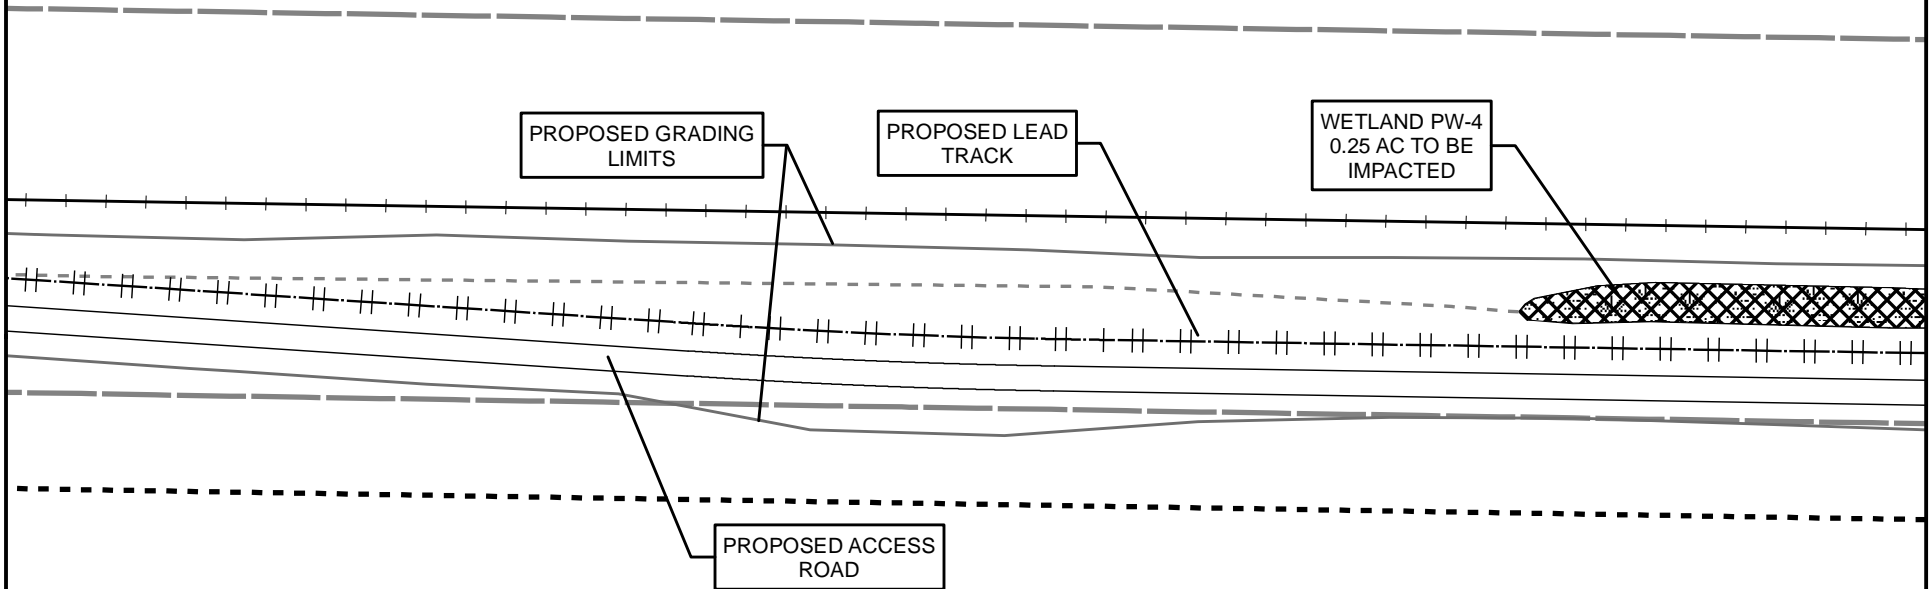 PROPOSED GRADING
LIMITS
PROPOSED LEAD
TRACK
WETLAND PW-4
0.25 AC TO BE
IMPACTED
PROPOSED ACCESS
ROAD